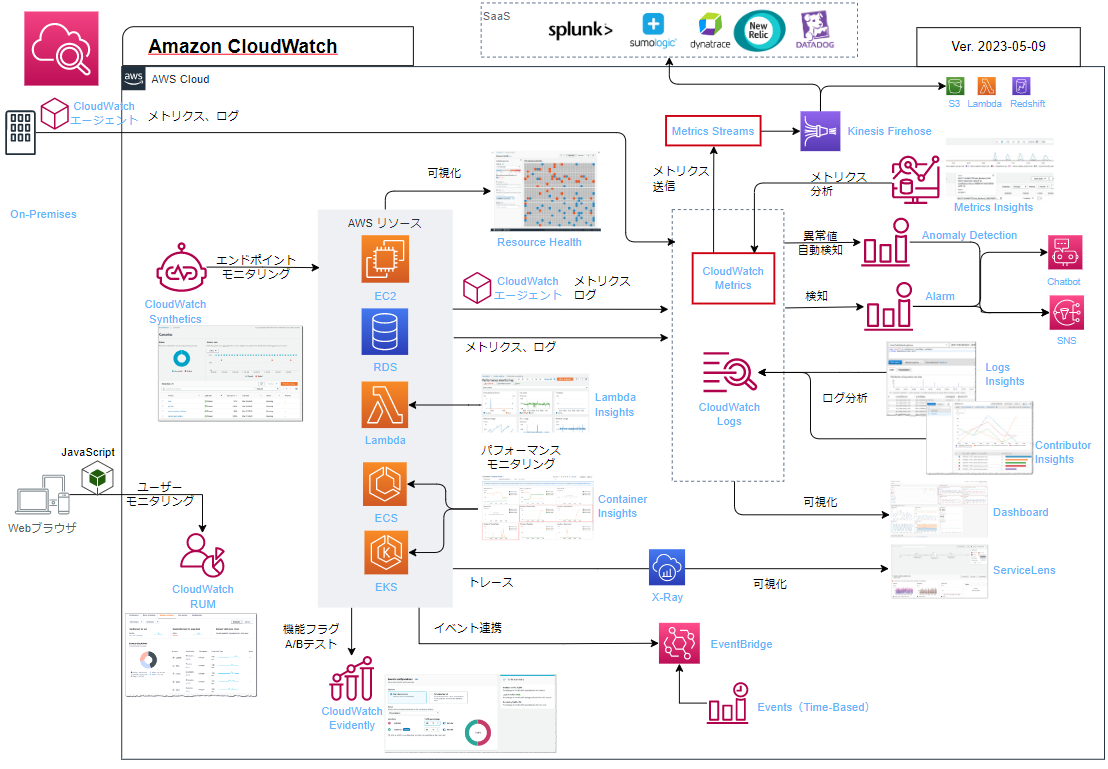 SaaS
splunk>
sumologic
dynatrace
New
Relic
DATADOG
Amazon CloudWatch
Ver. 2023-05-09
aws
AWS Cloud
CloudWatch
エージェント
メトリクス、ログ
S3
Lambda
Redshift
Metrics Streams
Kinesis Firehose
On-Premises
可視化
Resource Health
メトリクス
送信
メトリクス
分析
Metrics Insights
AWS リソース
EC2
RDS
Lambda
ECS
EKS
エンドポイント
モニタリング
CloudWatch
Synthetics
CloudWatch
エージェント
メトリクス
ログ
メトリクス、ログ
CloudWatch
Metrics
CloudWatch
Logs
異常値
自動検知
Anomaly Detection
検知
Alarm
Chatbot
SNS
Lambda
Insights
パフォーマンス
モニタリング
Container
Insights
ログ分析
Logs
Insights
Contributor
Insights
JavaScript
Webブラウザ
ユーザー
モニタリング
CloudWatch
RUM
可視化
Dashboard
トレース
X-Ray
可視化
ServiceLens
機能フラグ
A/Bテスト
イベント連携
EventBridge
CloudWatch
Evidently
Events（Time-Based）